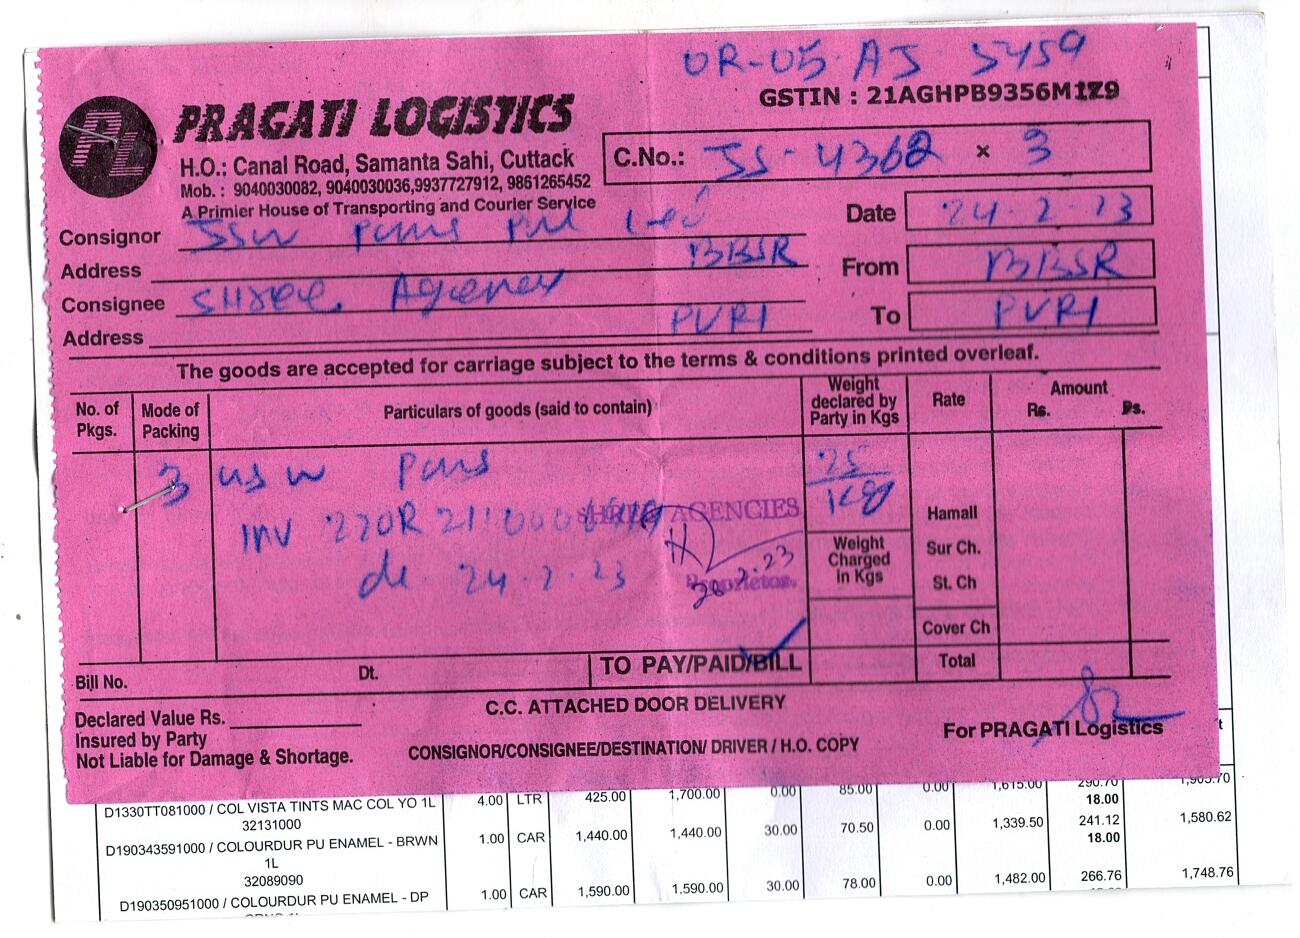 OR-05-AJ 5459
GSTIN : 21AGHPB9356M1Z9
PL
PRAGATI LOGISTICS
H.O.: Canal Road, Samanta Sahi, Cuttack
Mob. : 9040030082, 9040030036,9937727912, 9861265452
A Primier House of Transporting and Courier Service
C.No.: JS-4362 x 3
Date 24-2-23
Consignor JSW Pains Pvt Ltd
Address BBSR
From BBSR
Consignee Shree Agency
To PURI
Address PURI
The goods are accepted for carriage subject to the terms & conditions printed overleaf.
No. of Pkgs. Mode of Packing Particulars of goods (said to contain) Weight declared by Party in Kgs Rate Amount Rs. Ps.
3 Pains 25
Kg
INV
SHREE AGENCIES
Hamall
24-2-23
Weight Charged in Kgs
Sur Ch.
2.23
Proprietor.
St. Ch
Cover Ch
Bill No. Dt. TO PAY/PAID/BILL Total
Declared Value Rs.
C.C. ATTACHED DOOR DELIVERY
Insured by Party
Not Liable for Damage & Shortage.
CONSIGNOR/CONSIGNEE/DESTINATION/ DRIVER / H.O. COPY
For PRAGATI Logistics
D1330TT081000 / COL VISTA TINTS MAC COL YO 1L 4.00 LTR 425.00 1,700.00 0.00 85.00 0.00 1,615.00 290.70 1,905.70
32131000 18.00
D190343591000 / COLOURDUR PU ENAMEL - BRWN 1.00 CAR 1,440.00 1,440.00 30.00 70.50 0.00 1,339.50 241.12 1,580.62
1L 18.00
32089090
D190350951000 / COLOURDUR PU ENAMEL - DP 1.00 CAR 1,590.00 1,590.00 30.00 78.00 0.00 1,482.00 266.76 1,748.76